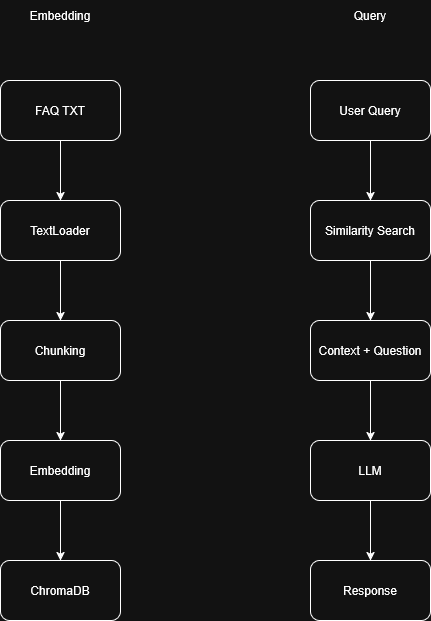 Embedding
Query
FAQ TXT
User Query
TextLoader
Similarity Search
Chunking
Context + Question
Embedding
LLM
ChromaDB
Response